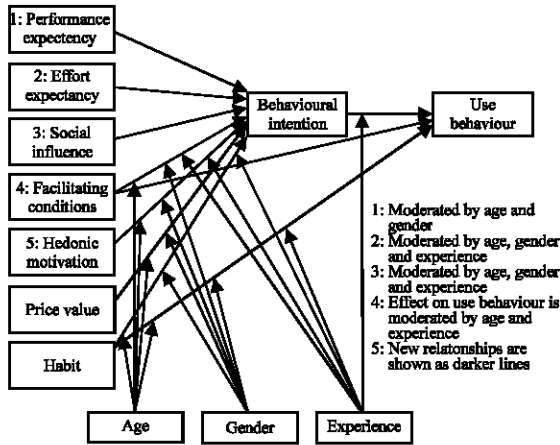 1: Performance
expectency
2: Effort
expectancy
3: Social
influence
4: Facilitating
conditions
5: Hedonic
motivation
Price value
Habit
Behavioural
intention
Use
behaviour
1: Moderated by age and
gender
2: Moderated by age, gender
and experience
3: Moderated by age, gender
and experience
4: Effect on use behaviour is
moderated by age and
experience
5: New relatonships are
shown as darker lines
Age
Gender
Experience